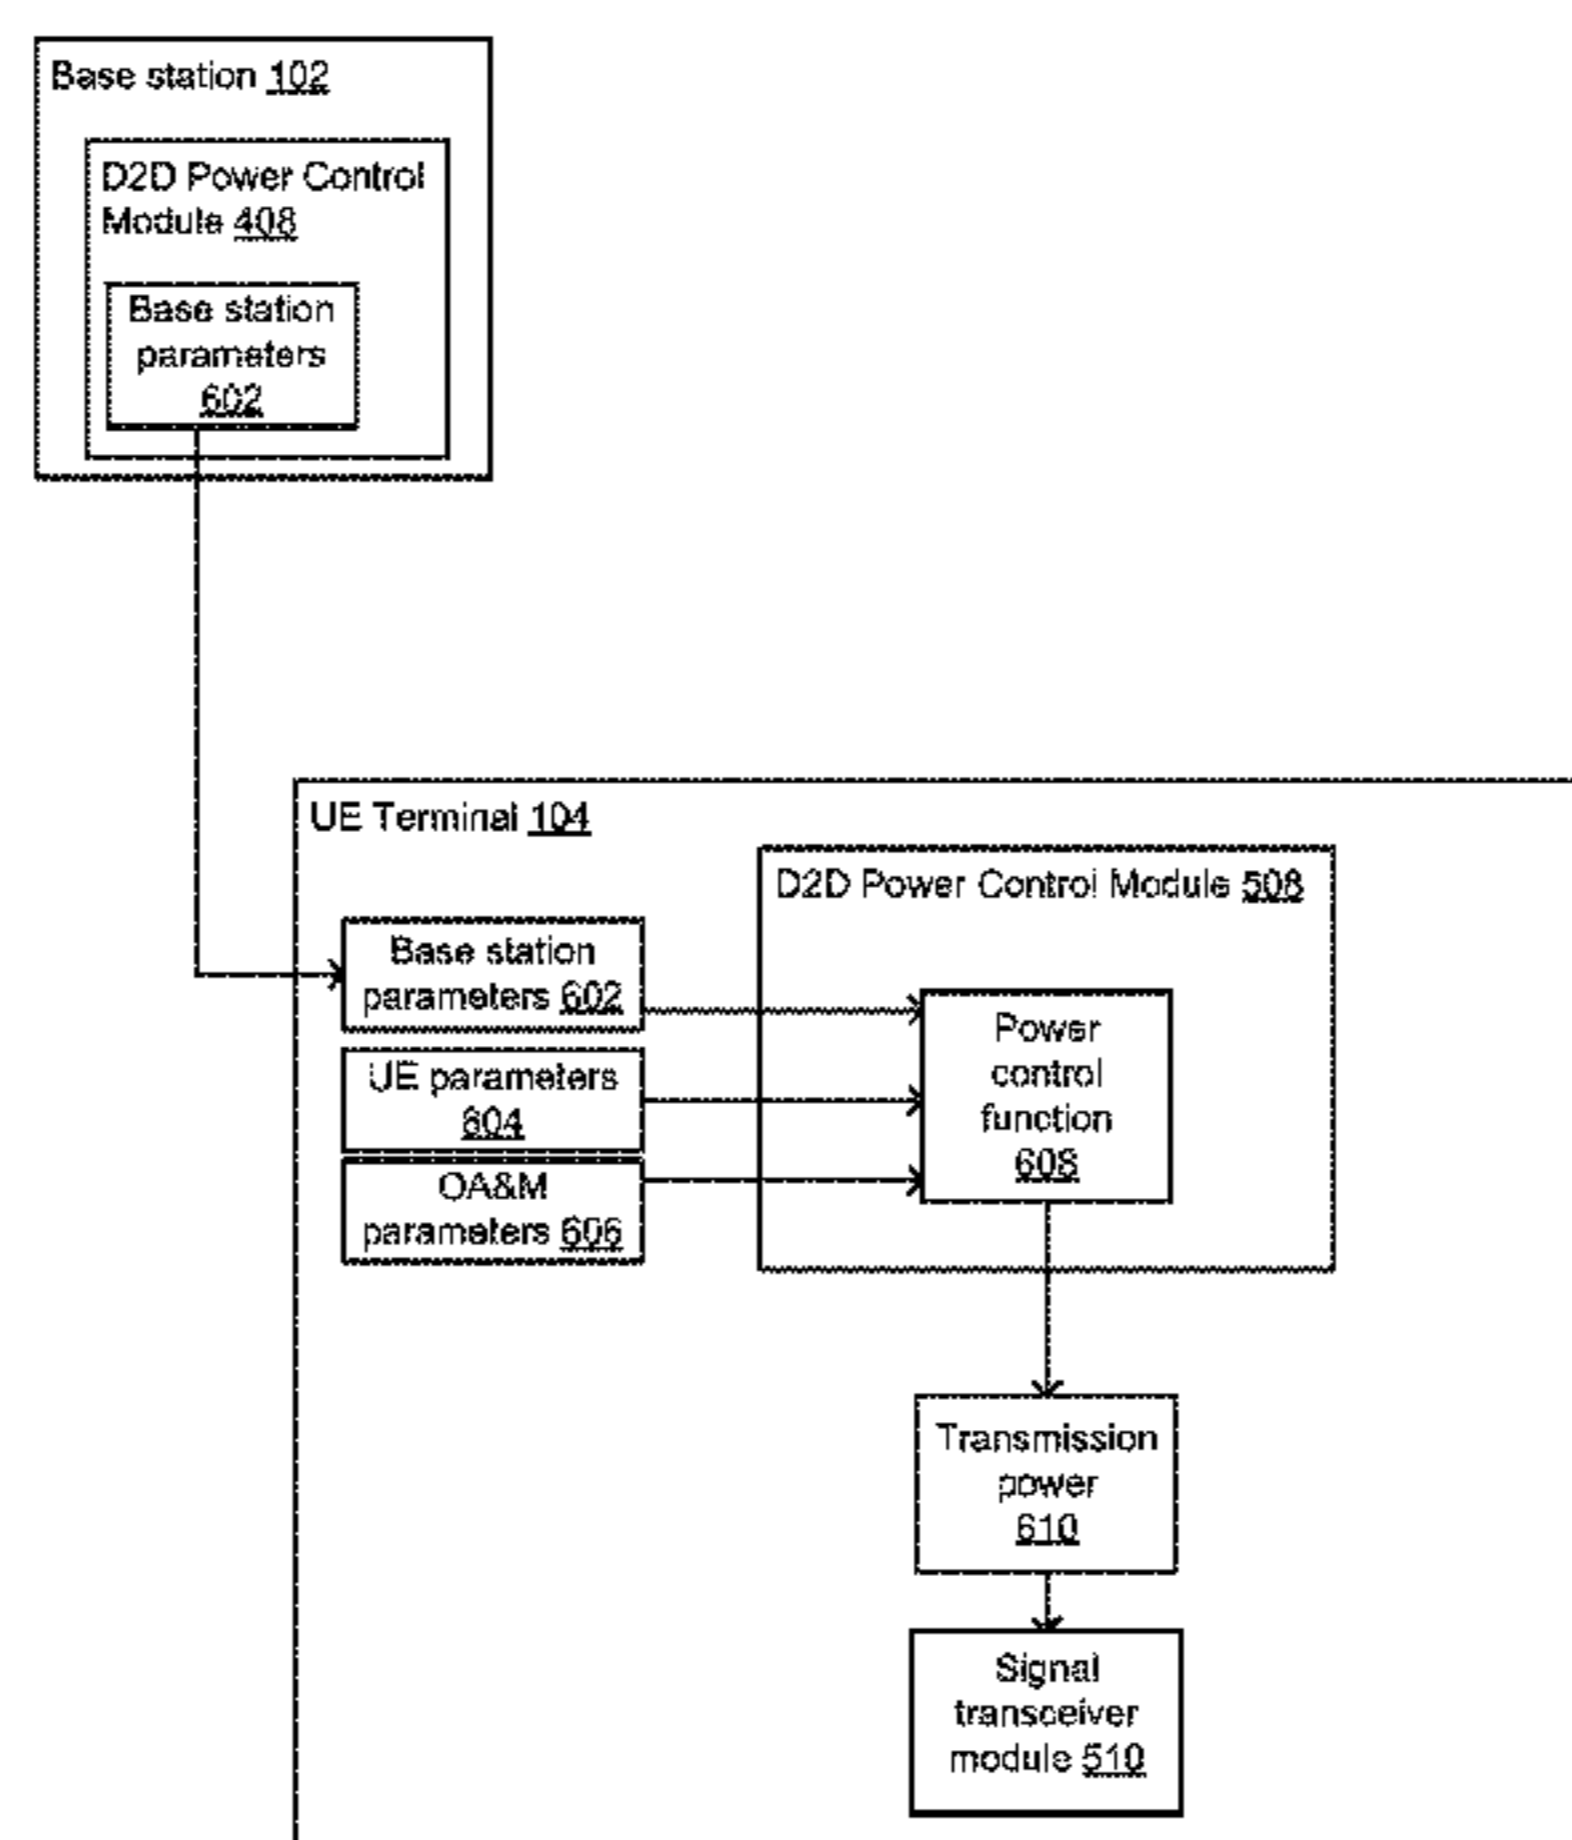 Base station 102
D2D Power Control
Module 408
Base station
parameters
602
UE Terminal 104
D2D Power Control Module 508
Base station
parameters 602
UE parameters
604
OA&M
parameters 606
Power
control
function
608
Transmission
power
610
Signal
transceiver
module 510